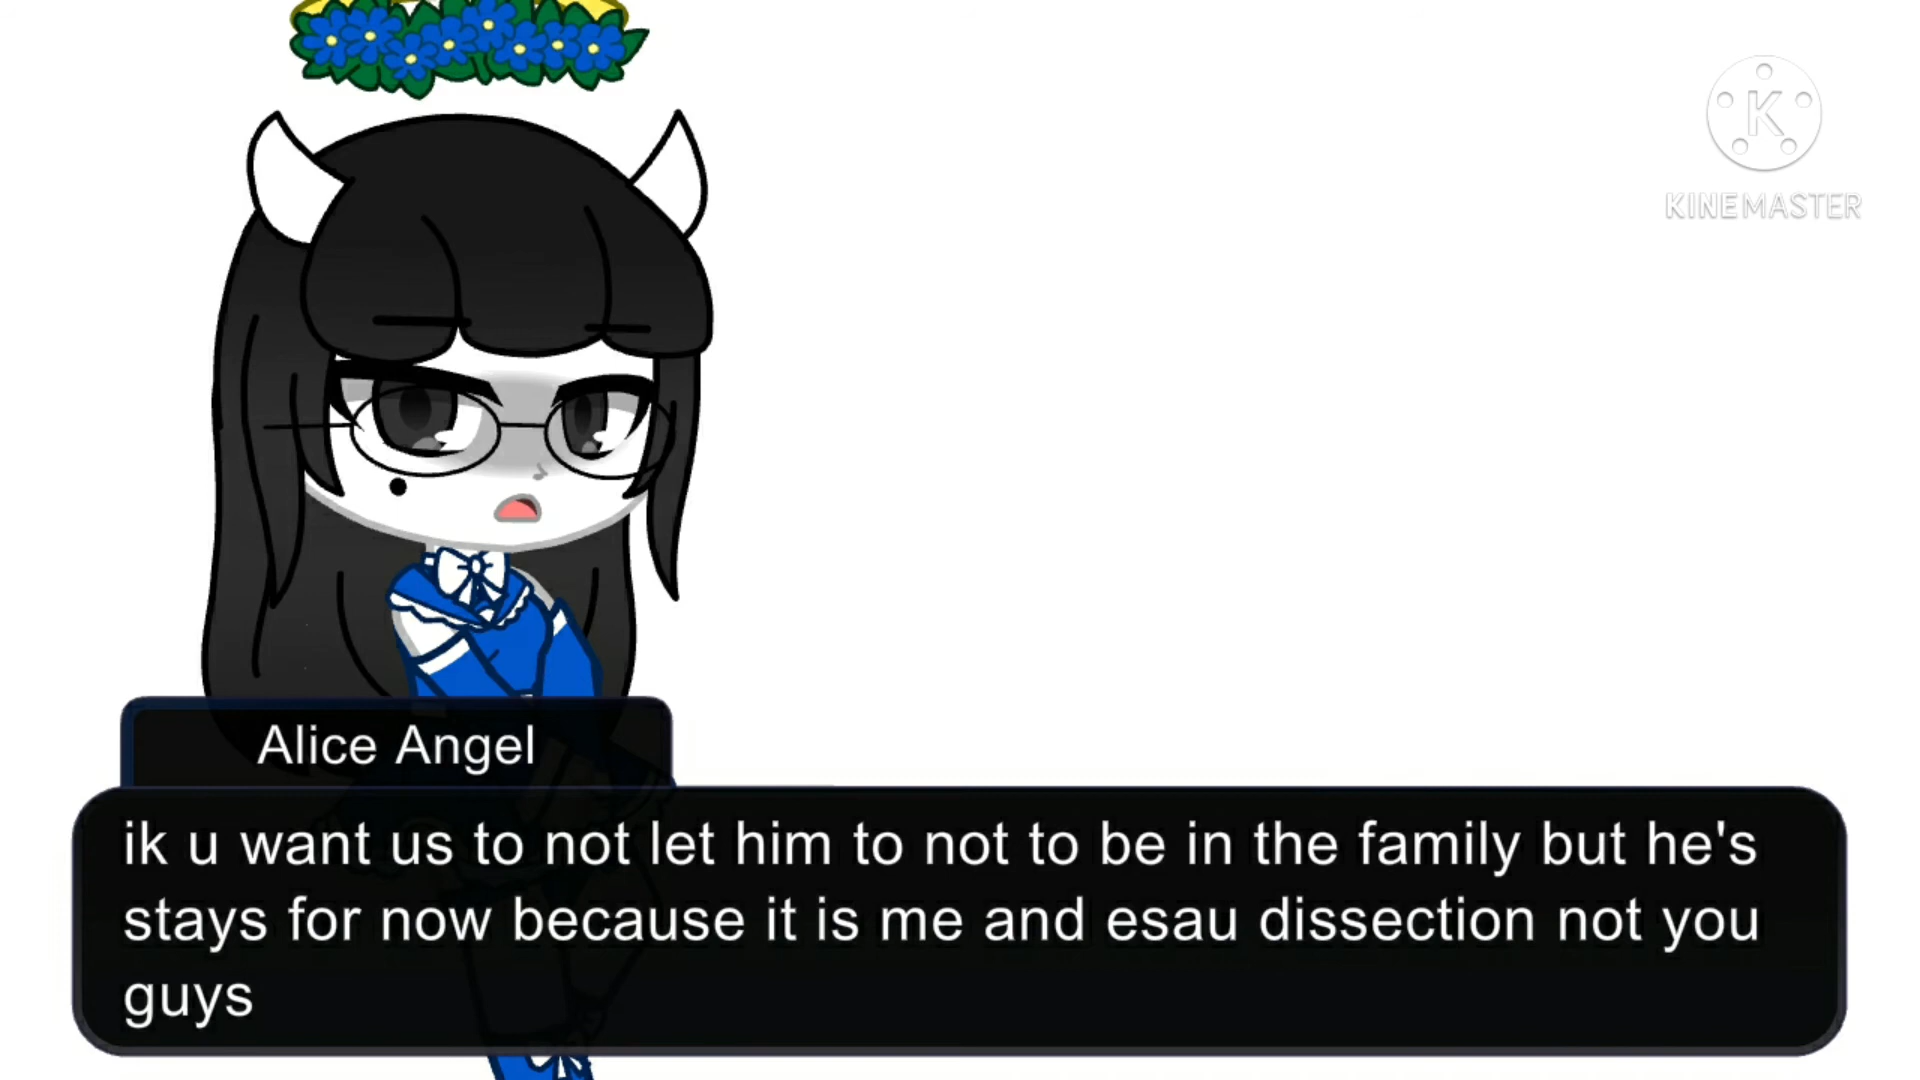 K
KINEMASTER
Alice Angel
ik u want us to not let him to not to be in the family but he's
stays for now because it is me and esau dissection not you
guys